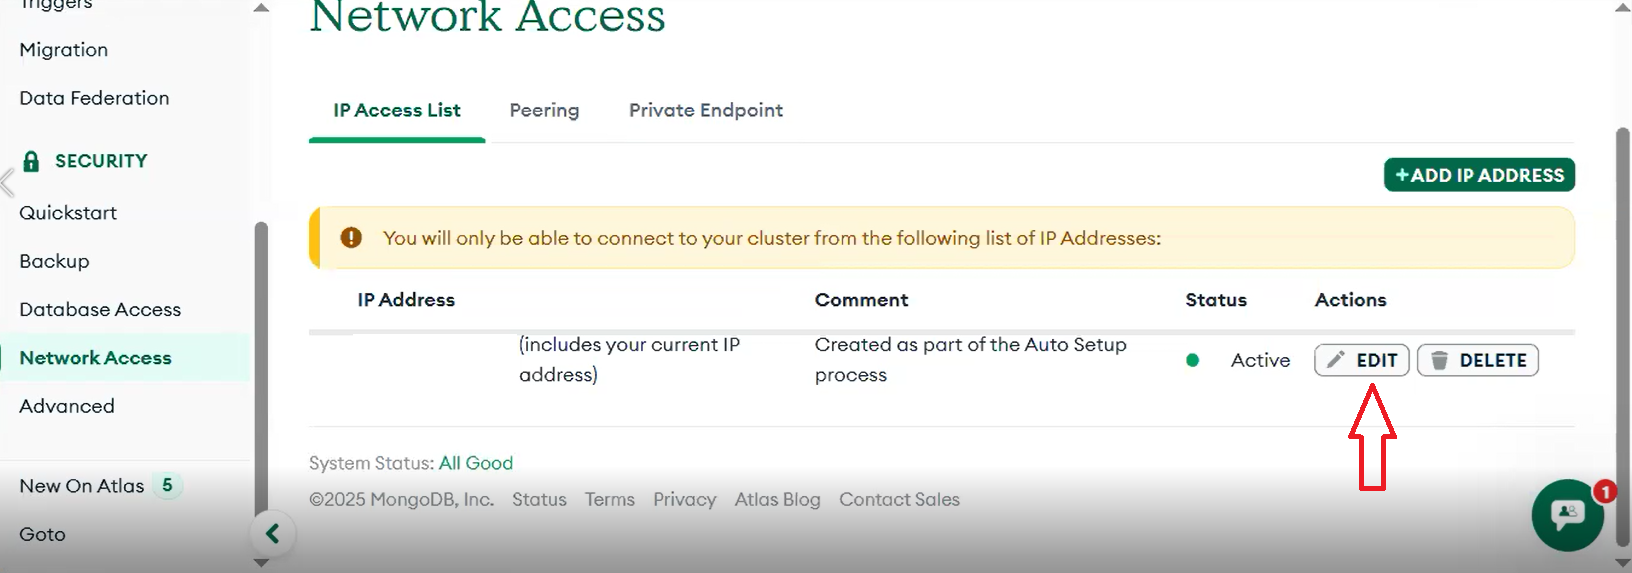 Triggers
Migration
Data Federation
SECURITY
Quickstart
Backup
Database Access
Network Access
Advanced
New On Atlas 5
Goto
Network Access
IP Access List Peering Private Endpoint
+ADD IP ADDRESS
You will only be able to connect to your cluster from the following list of IP Addresses:
IP Address Comment Status Actions
(includes your current IP
address)
Created as part of the Auto Setup
process
Active
EDIT
DELETE
System Status: All Good
©2025 MongoDB, Inc. Status Terms Privacy Atlas Blog Contact Sales
1